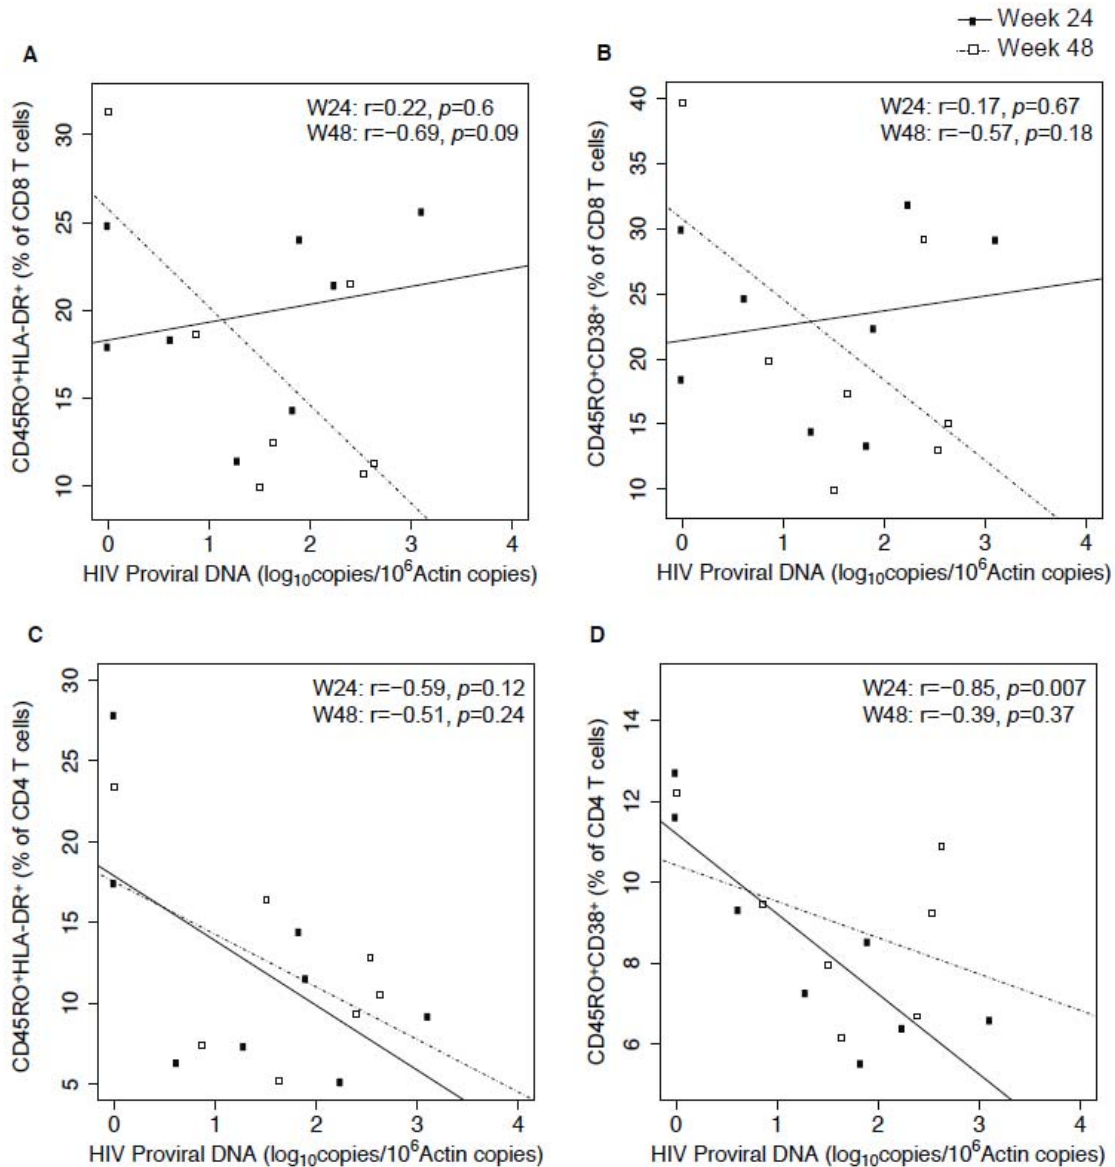 Week 24
Week 48
A
W24: r=0.22, p=0.6
W48: r=−0.69, p=0.09
CD45RO⁺HLA-DR⁺ (% of CD8 T cells)
30
25
20
15
10
0 1 2 3 4
HIV Proviral DNA (log₁₀copies/10⁶Actin copies)
B
W24: r=0.17, p=0.67
W48: r=−0.57, p=0.18
CD45RO⁺CD38⁺ (% of CD8 T cells)
40
35
30
25
20
15
10
0 1 2 3 4
HIV Proviral DNA (log₁₀copies/10⁶Actin copies)
C
W24: r=−0.59, p=0.12
W48: r=−0.51, p=0.24
CD45RO⁺HLA-DR⁺ (% of CD4 T cells)
30
25
20
15
10
5
0 1 2 3 4
HIV Proviral DNA (log₁₀copies/10⁶Actin copies)
D
W24: r=−0.85, p=0.007
W48: r=−0.39, p=0.37
CD45RO⁺CD38⁺ (% of CD4 T cells)
14
12
10
8
6
0 1 2 3 4
HIV Proviral DNA (log₁₀copies/10⁶Actin copies)